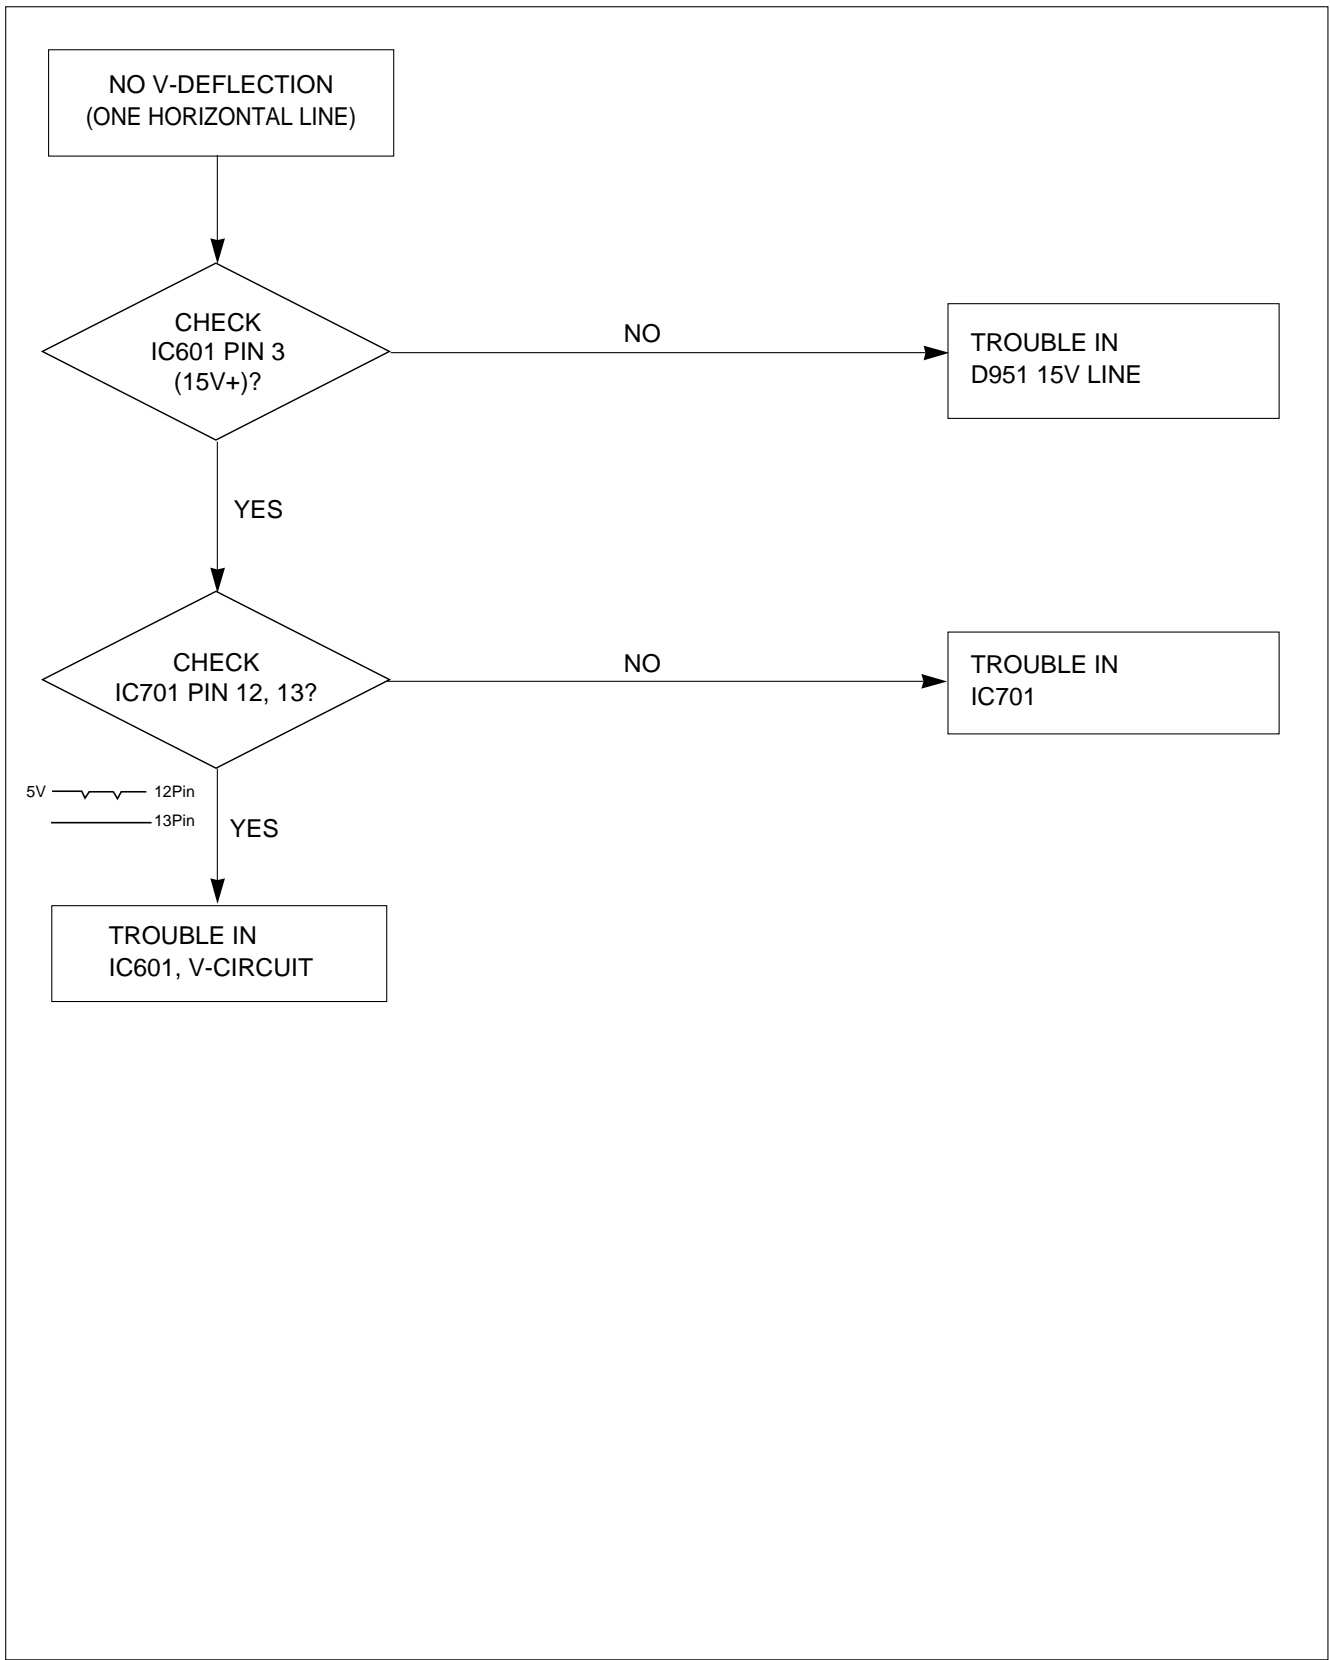 NO V-DEFLECTION
(ONE HORIZONTAL LINE)
CHECK
IC601 PIN 3
(15V+)?
NO
TROUBLE IN
D951 15V LINE
YES
CHECK
IC701 PIN 12, 13?
NO
TROUBLE IN
IC701
5V 12Pin
13Pin
YES
TROUBLE IN
IC601, V-CIRCUIT